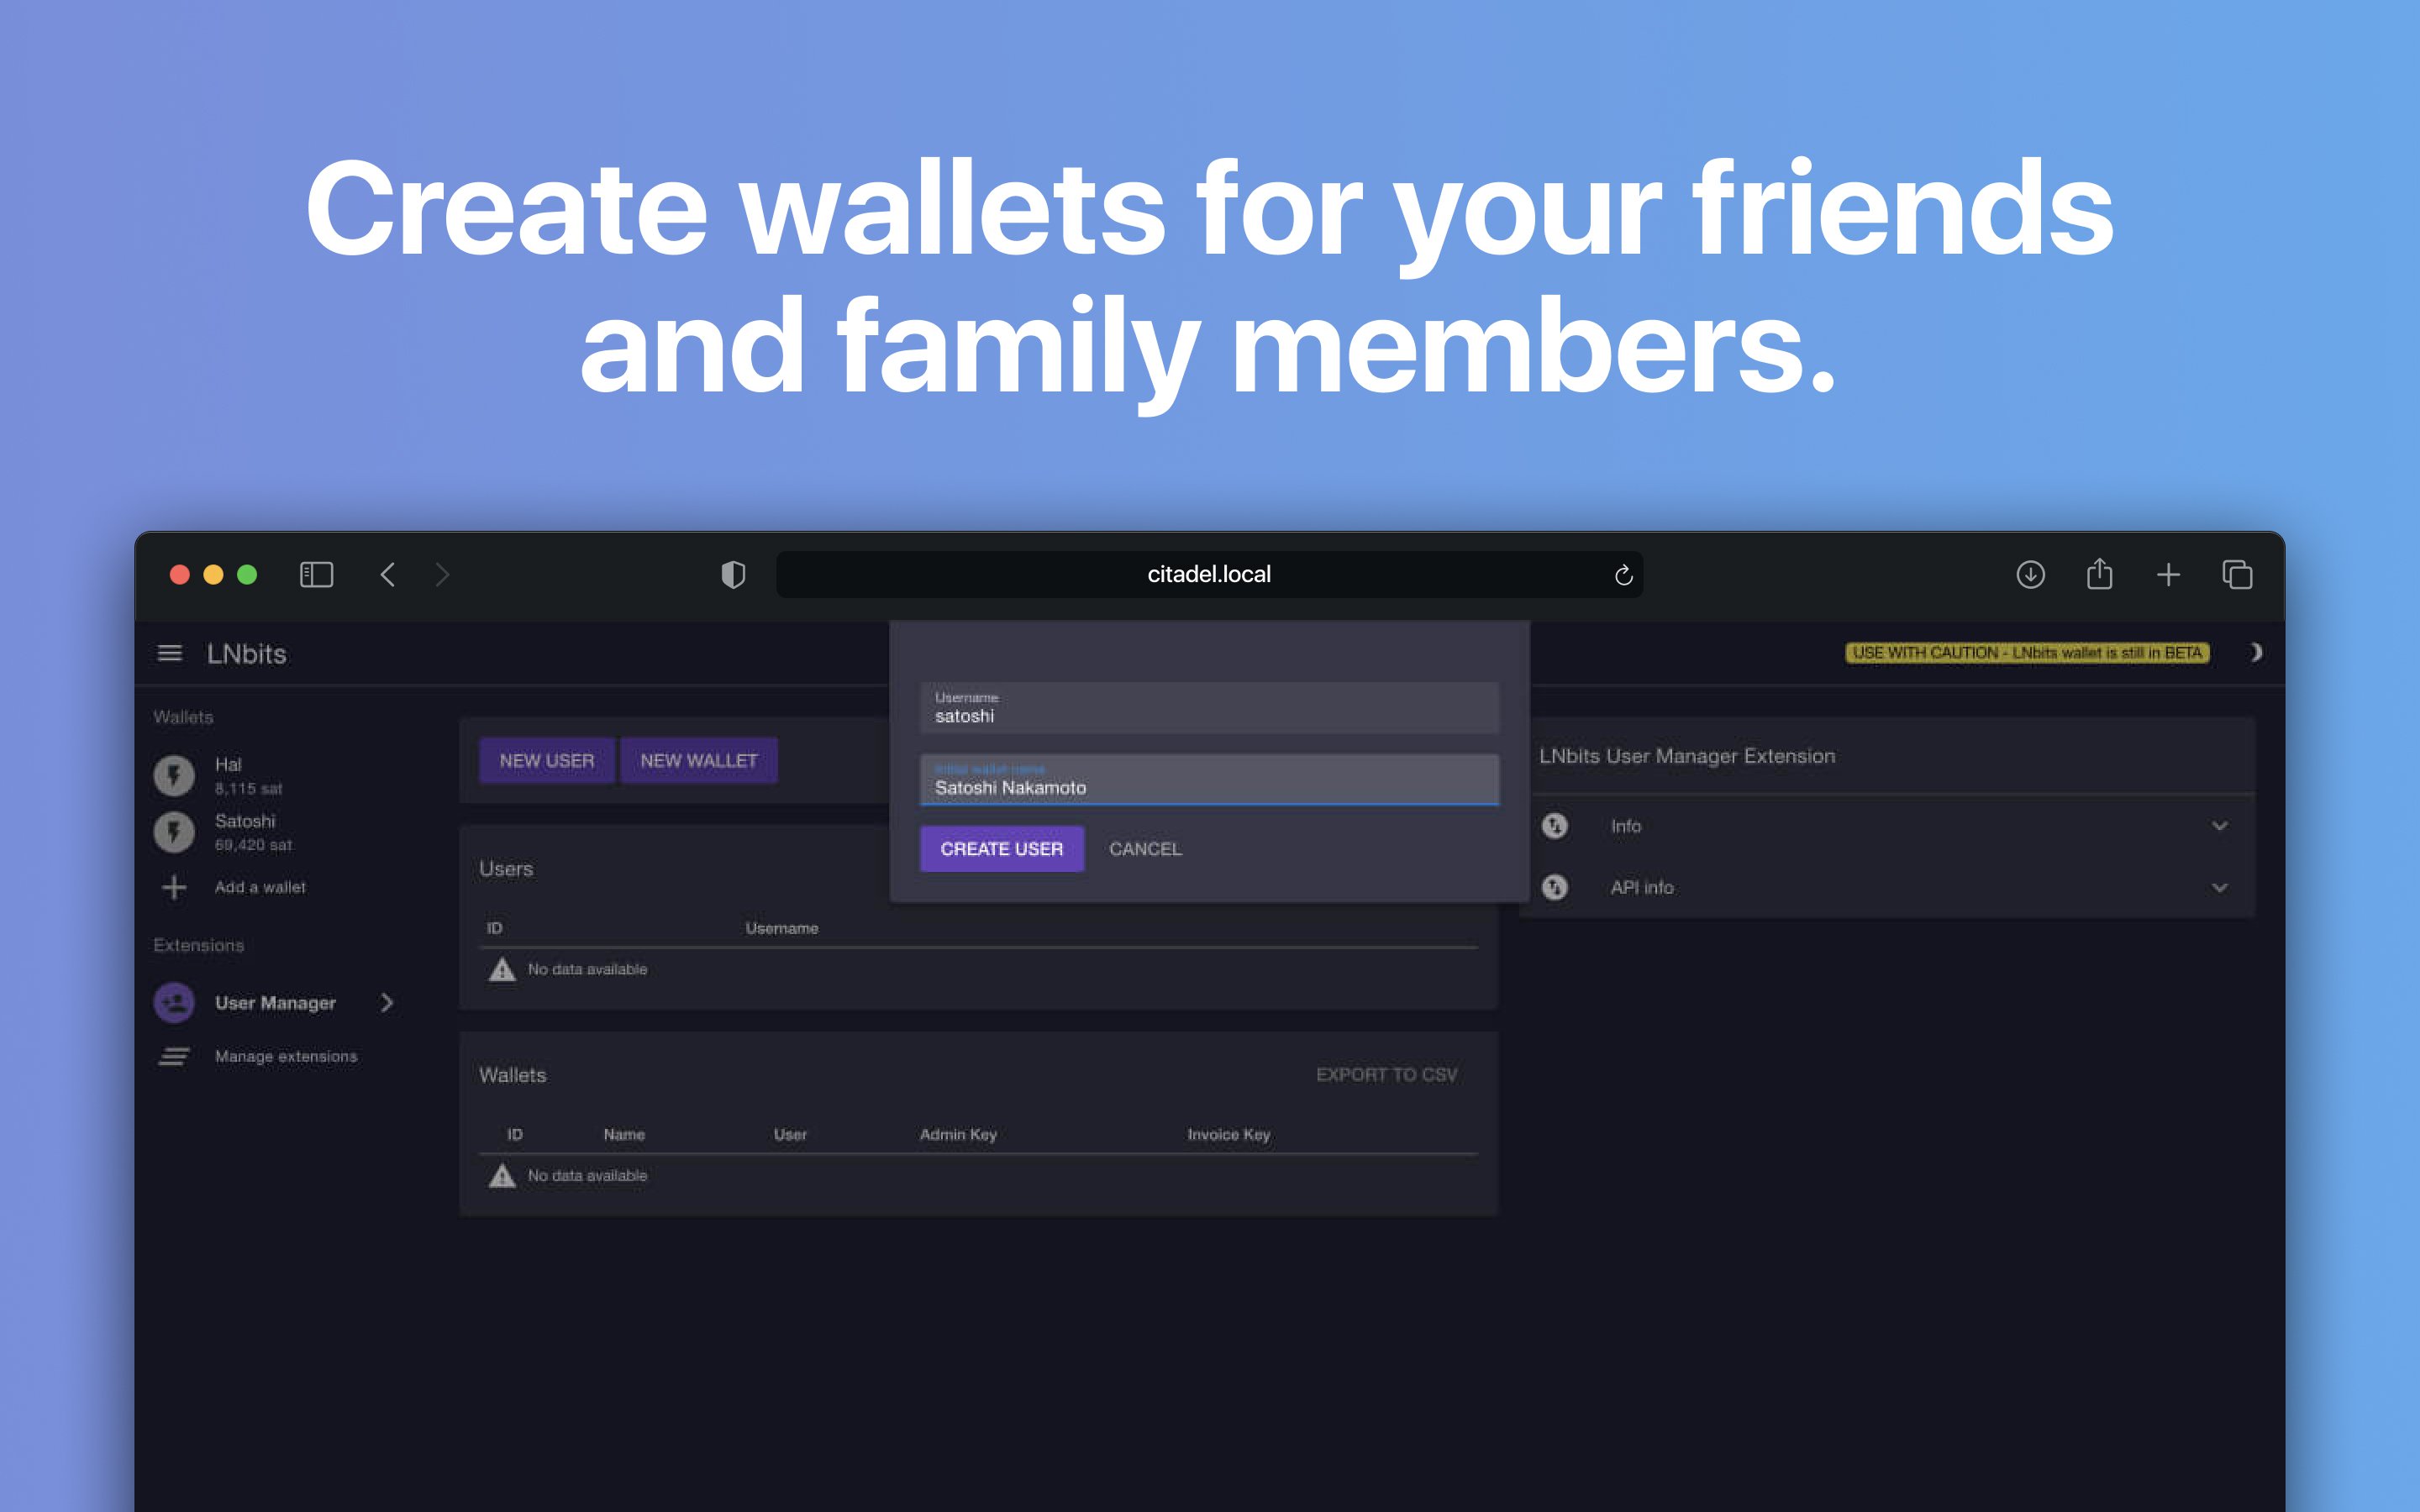 Create wallets for your friends
and family members.
citadel.local
LNbits
USE WITH CAUTION - LNbits wallet is still in BETA
Wallets
Hal
8,115 sat
Satoshi
69,420 sat
Add a wallet
Extensions
User Manager
Manage extensions
NEW USER
NEW WALLET
Username
satoshi
Initial wallet name
Satoshi Nakamoto
CREATE USER
CANCEL
Users
ID
Username
No data available
Wallets
EXPORT TO CSV
ID
Name
User
Admin Key
Invoice Key
No data available
LNbits User Manager Extension
Info
API info